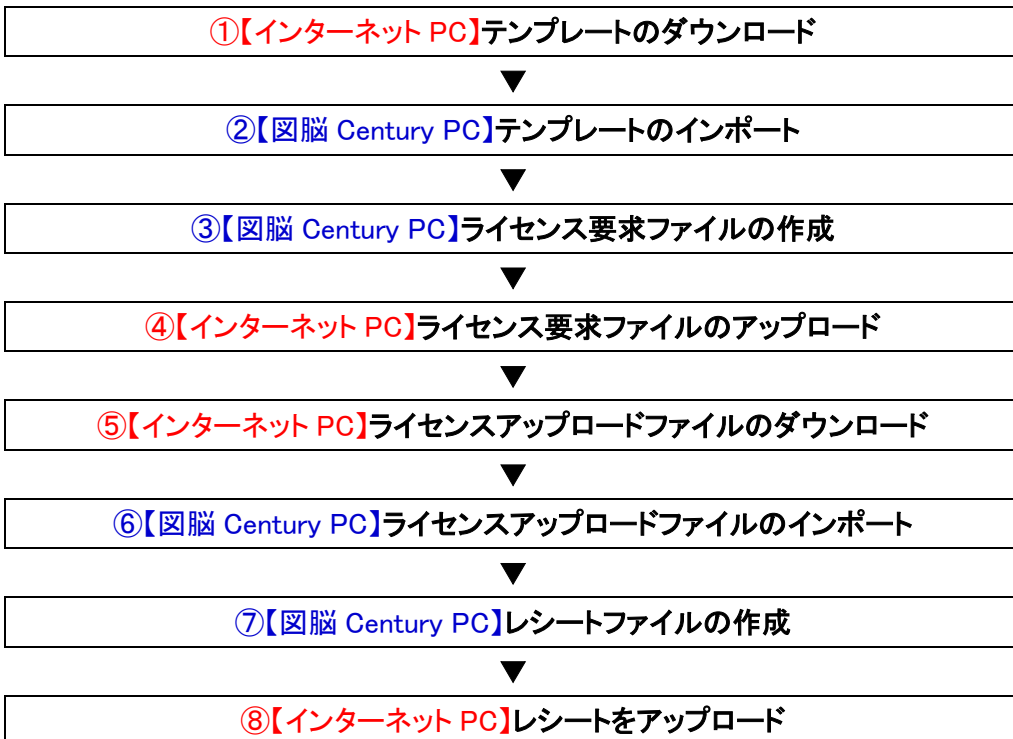 ①【インターネット PC】テンプレートのダウンロード
▼
②【図脳 Century PC】テンプレートのインポート
▼
③【図脳 Century PC】ライセンス要求ファイルの作成
▼
④【インターネット PC】ライセンス要求ファイルのアップロード
▼
⑤【インターネット PC】ライセンスアップロードファイルのダウンロード
▼
⑥【図脳 Century PC】ライセンスアップロードファイルのインポート
▼
⑦【図脳 Century PC】レシートファイルの作成
▼
⑧【インターネット PC】レシートをアップロード